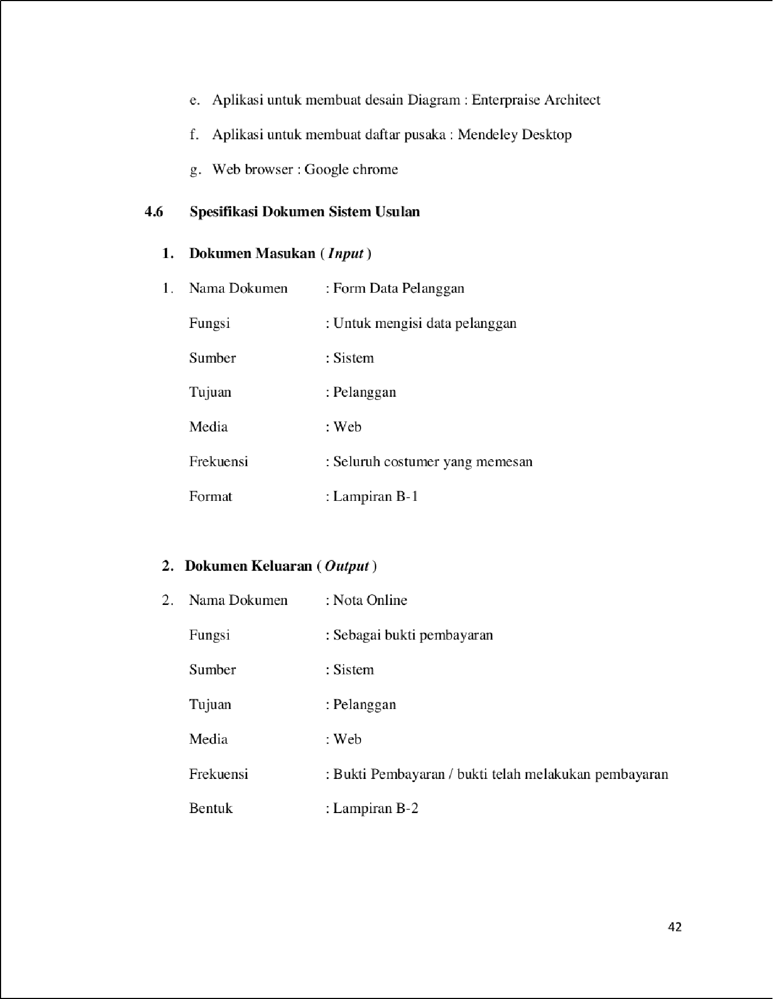 e. Aplikasi untuk membuat desain Diagram : Enterpraise Architect
f. Aplikasi untuk membuat daftar pusaka : Mendeley Desktop
g. Web browser : Google chrome
4.6 Spesifikasi Dokumen Sistem Usulan
1. Dokumen Masukan ( Input )
1. Nama Dokumen : Form Data Pelanggan
Fungsi : Untuk mengisi data pelanggan
Sumber : Sistem
Tujuan : Pelanggan
Media : Web
Frekuensi : Seluruh costumer yang memesan
Format : Lampiran B-1
2. Dokumen Keluaran ( Output )
2. Nama Dokumen : Nota Online
Fungsi : Sebagai bukti pembayaran
Sumber : Sistem
Tujuan : Pelanggan
Media : Web
Frekuensi : Bukti Pembayaran / bukti telah melakukan pembayaran
Bentuk : Lampiran B-2
42